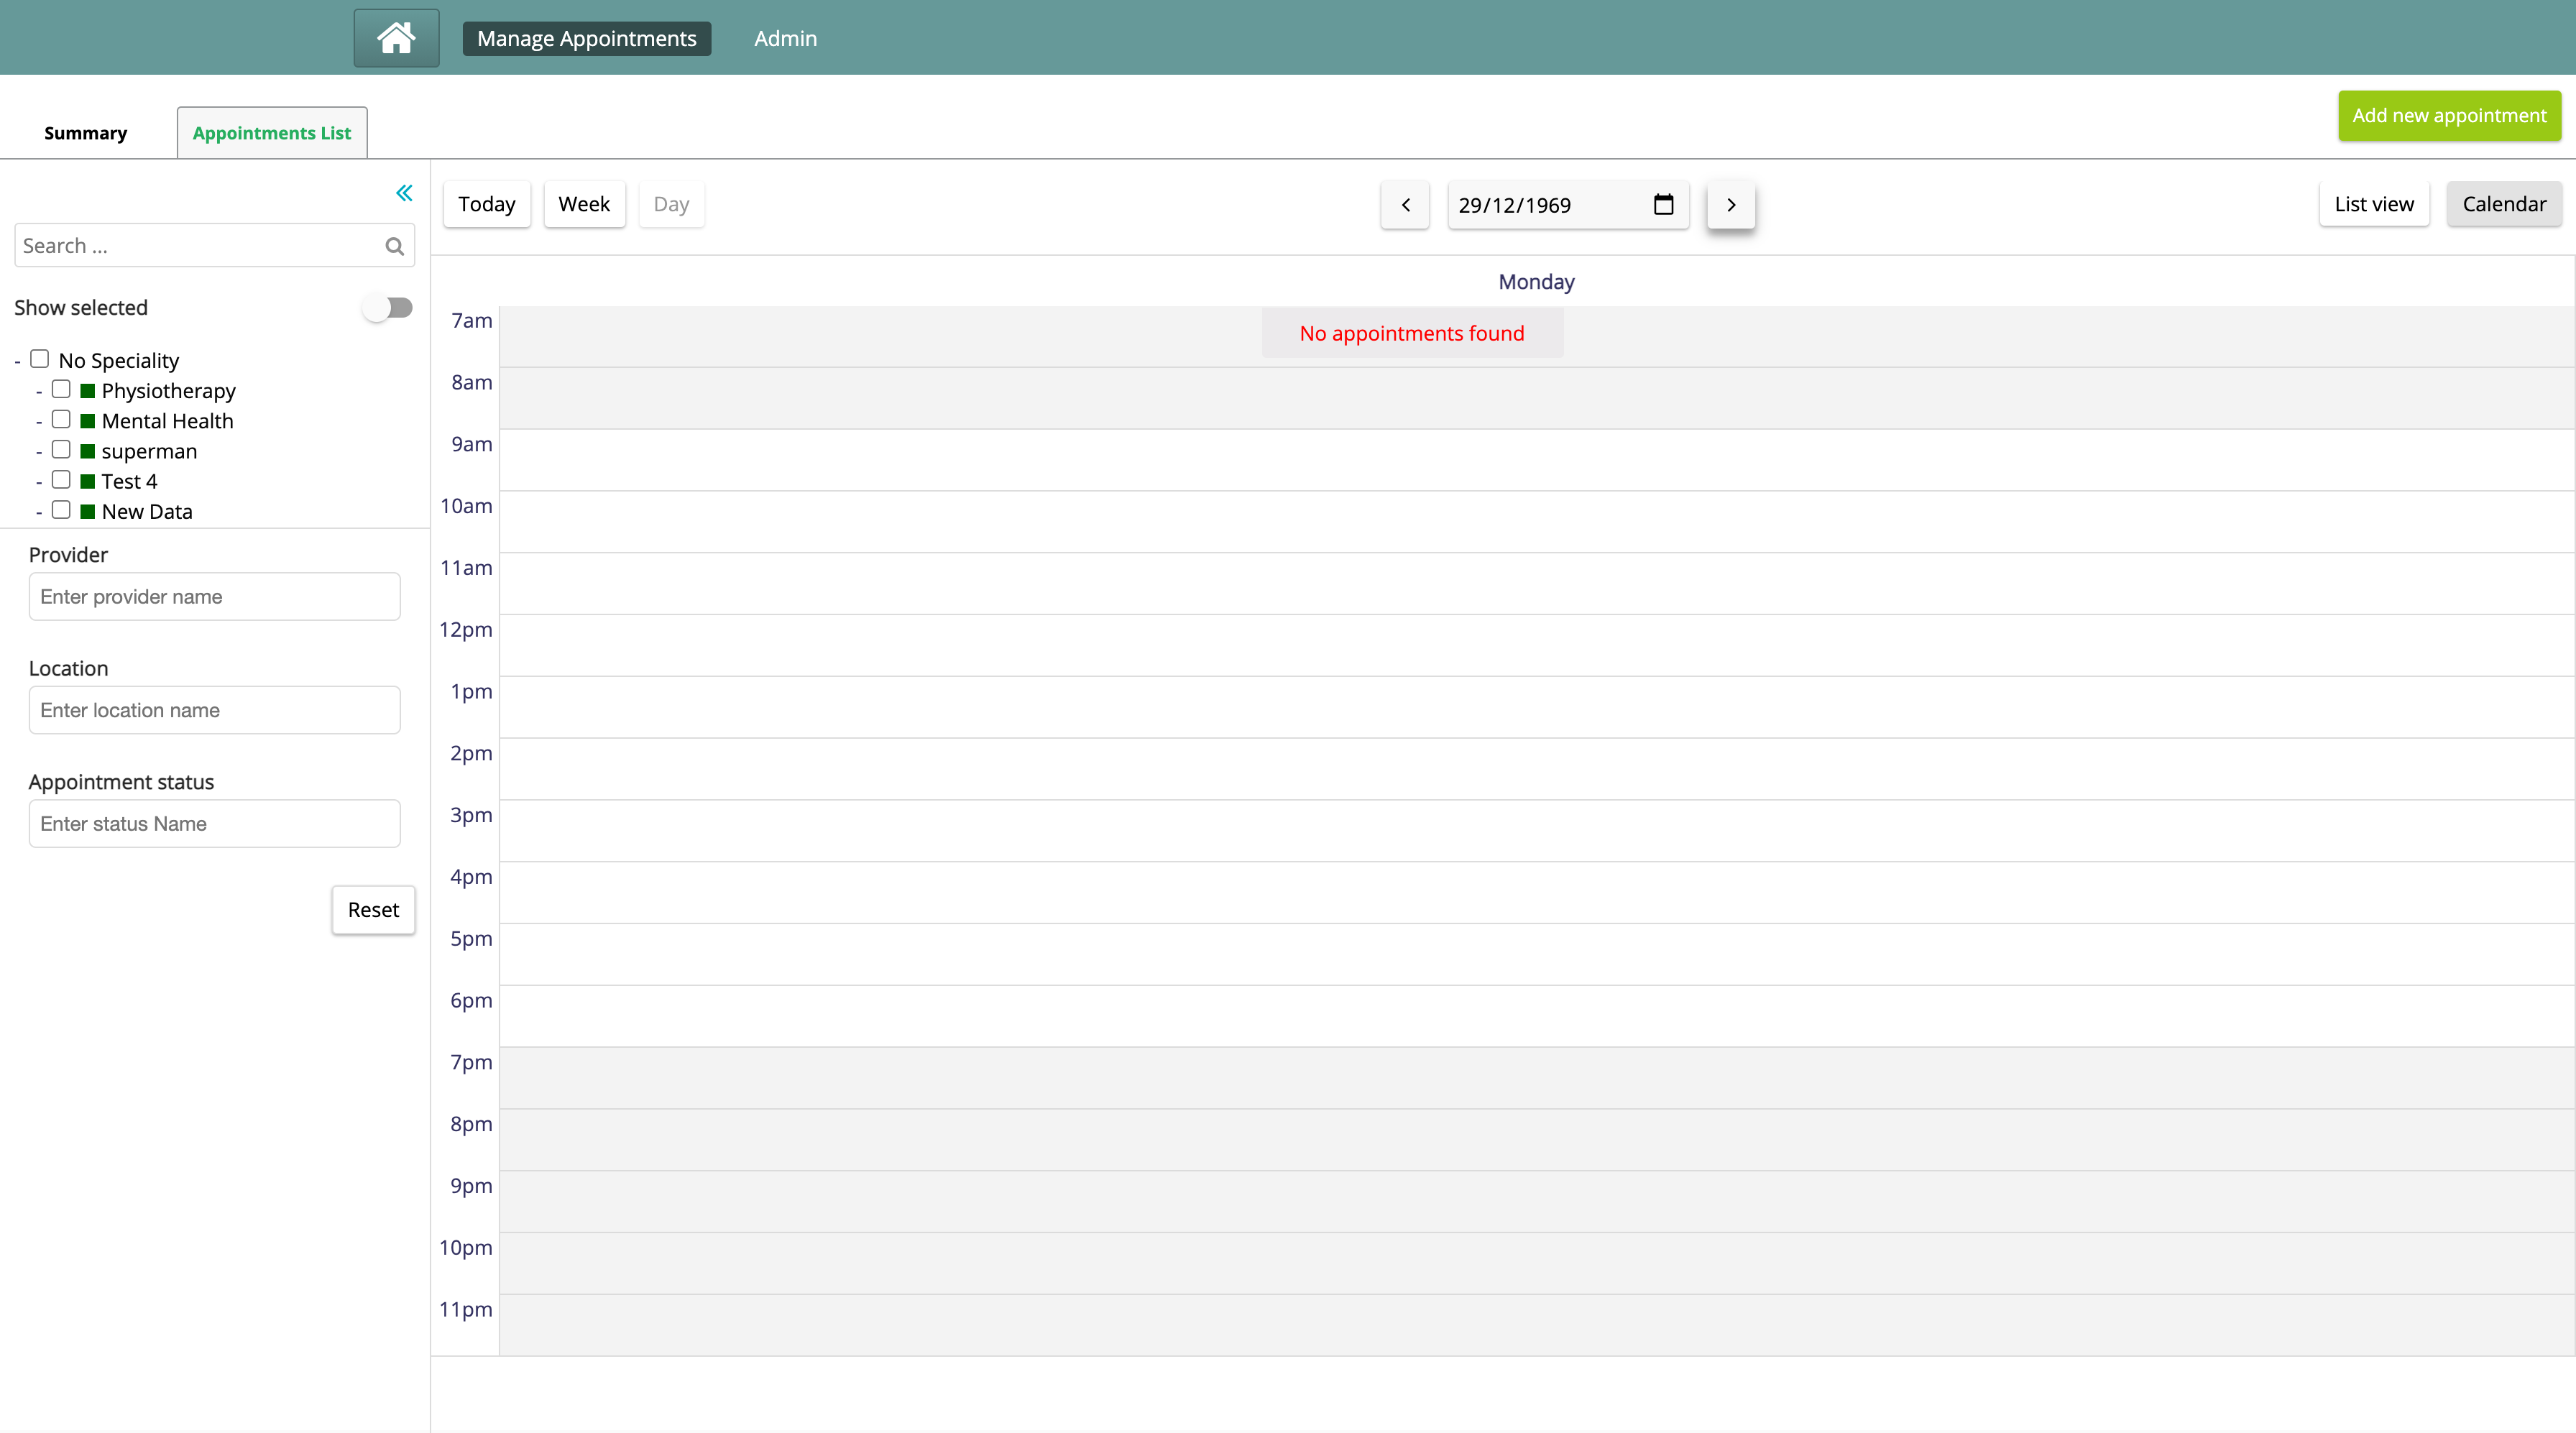 Manage Appointments Admin
Summary Appointments List Add new appointment
Today Week Day 29/12/1969 List view Calendar
Search ...
Show selected
- No Speciality
- Physiotherapy
- Mental Health
- superman
- Test 4
- New Data
Provider
Enter provider name
Location
Enter location name
Appointment status
Enter status Name
Reset
Monday
7am
No appointments found
8am
9am
10am
11am
12pm
1pm
2pm
3pm
4pm
5pm
6pm
7pm
8pm
9pm
10pm
11pm